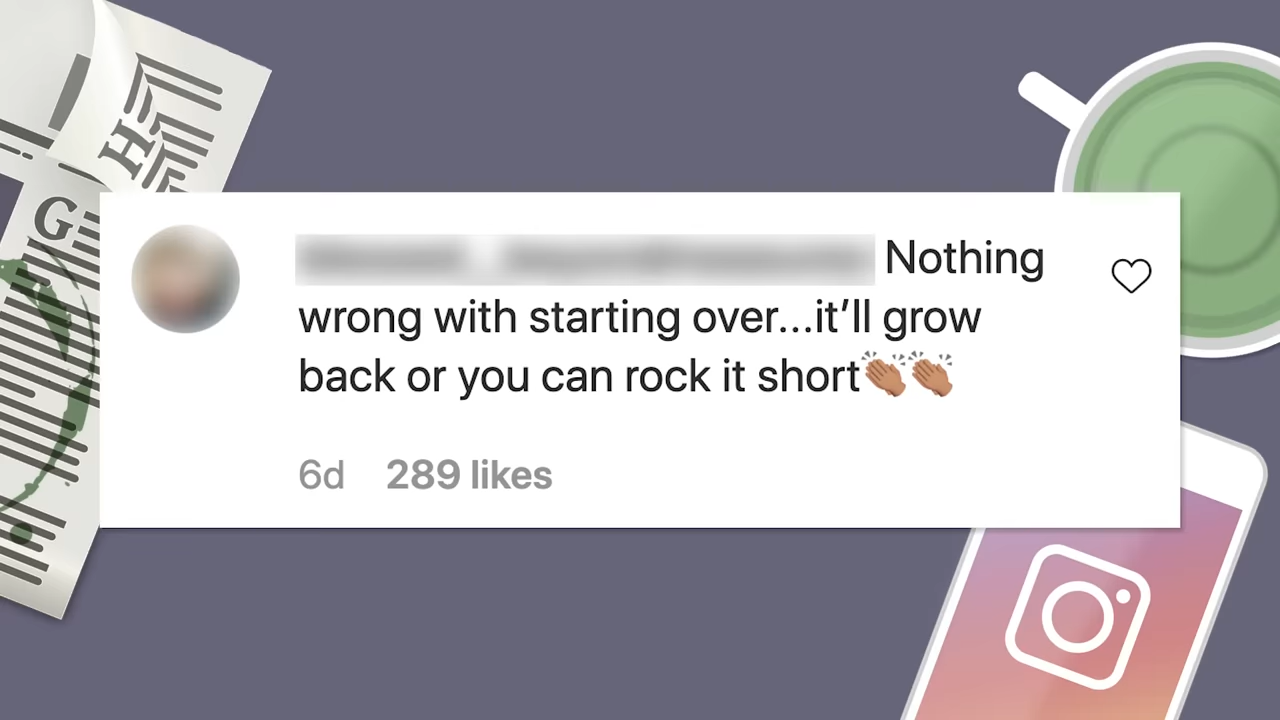 H
G
Nothing
wrong with starting over...it’ll grow
back or you can rock it short👏🏽👏🏽
6d 289 likes